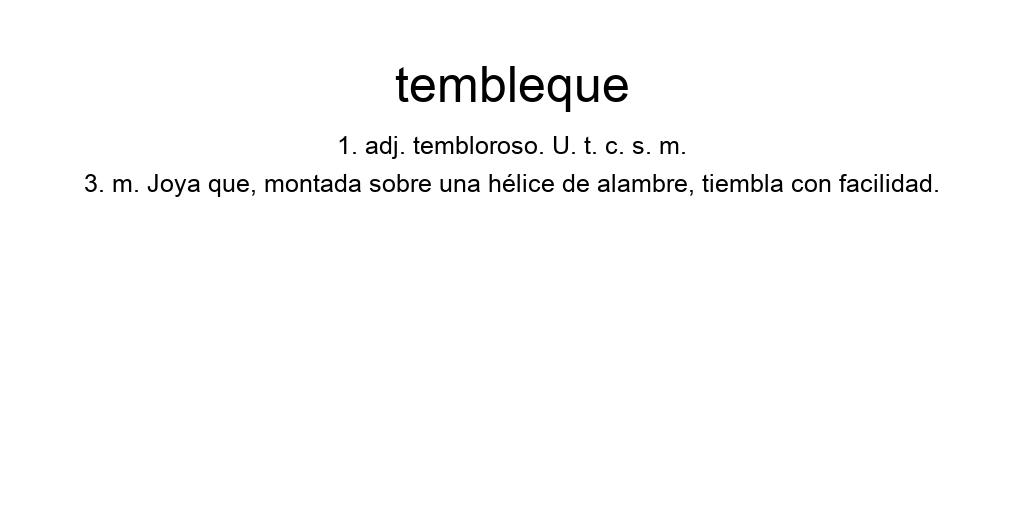 tembleque
1. adj. tembloroso. U. t. c. s. m.
3. m. Joya que, montada sobre una hélice de alambre, tiembla con facilidad.